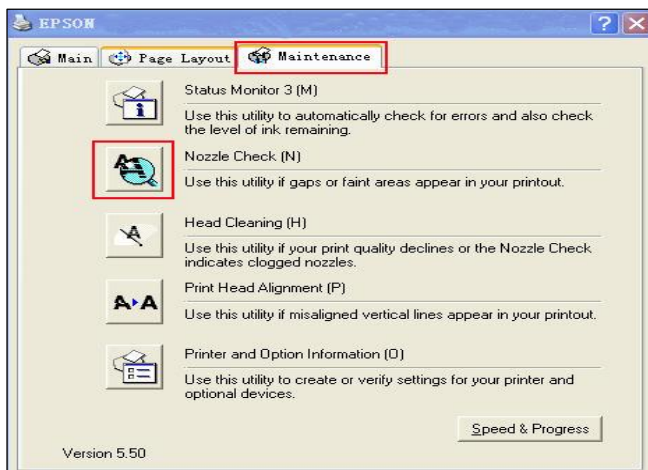 EPSON
Main Page Layout Maintenance
Status Monitor 3 (M)
Use this utility to automatically check for errors and also check
the level of ink remaining.
Nozzle Check (N)
Use this utility if gaps or faint areas appear in your printout.
Head Cleaning (H)
Use this utility if your print quality declines or the Nozzle Check
indicates clogged nozzles.
Print Head Alignment (P)
Use this utility if misaligned vertical lines appear in your printout.
Printer and Option Information (O)
Use this utility to create or verify settings for your printer and
optional devices.
Speed & Progress
Version 5.50